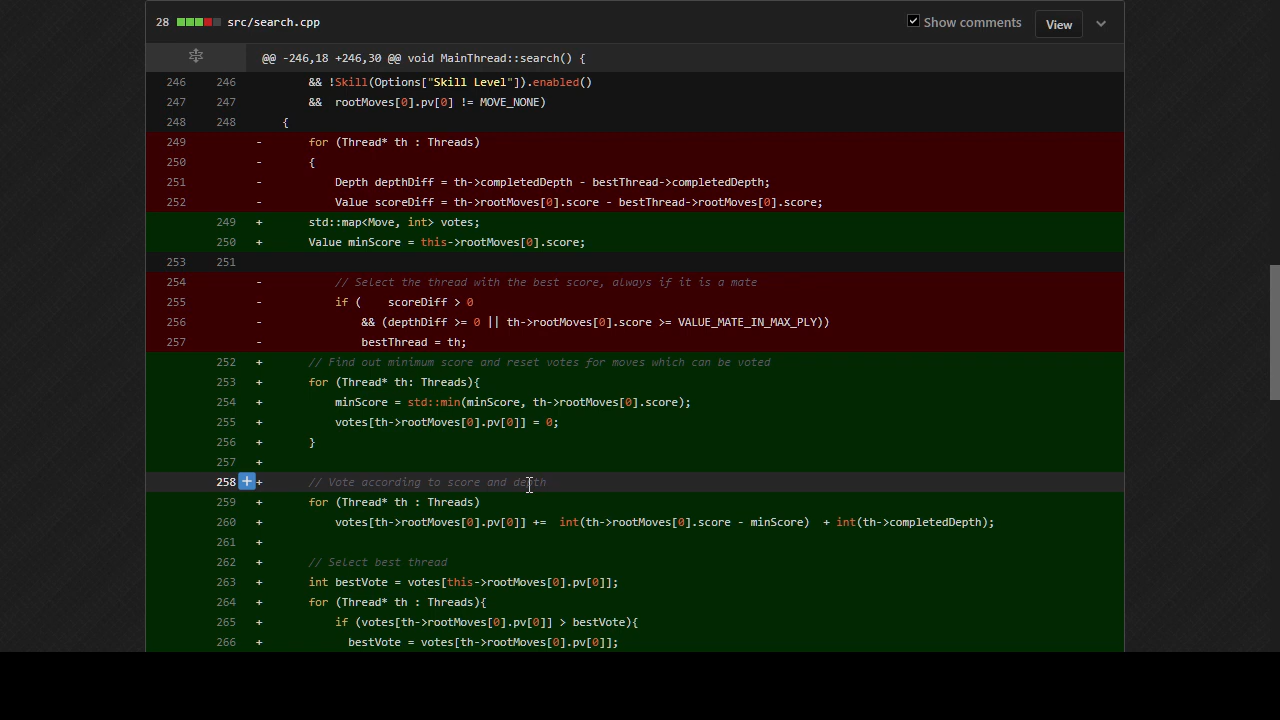 28 src/search.cpp Show comments View
@@ -246,18 +246,30 @@ void MainThread::search() {
246 246 && !Skill(Options["Skill Level"]).enabled()
247 247 && rootMoves[0].pv[0] != MOVE_NONE)
248 248 {
249 - for (Thread* th : Threads)
250 - {
251 - Depth depthDiff = th->completedDepth - bestThread->completedDepth;
252 - Value scoreDiff = th->rootMoves[0].score - bestThread->rootMoves[0].score;
249 + std::map<Move, int> votes;
250 + Value minScore = this->rootMoves[0].score;
253 251
254 - // Select the thread with the best score, always if it is a mate
255 - if ( scoreDiff > 0
256 - && (depthDiff >= 0 || th->rootMoves[0].score >= VALUE_MATE_IN_MAX_PLY))
257 - bestThread = th;
252 + // Find out minimum score and reset votes for moves which can be voted
253 + for (Thread* th: Threads){
254 + minScore = std::min(minScore, th->rootMoves[0].score);
255 + votes[th->rootMoves[0].pv[0]] = 0;
256 + }
257 +
258 + + // Vote according to score and depth
259 + for (Thread* th : Threads)
260 + votes[th->rootMoves[0].pv[0]] += int(th->rootMoves[0].score - minScore) + int(th->completedDepth);
261 +
262 + // Select best thread
263 + int bestVote = votes[this->rootMoves[0].pv[0]];
264 + for (Thread* th : Threads){
265 + if (votes[th->rootMoves[0].pv[0]] > bestVote){
266 + bestVote = votes[th->rootMoves[0].pv[0]];